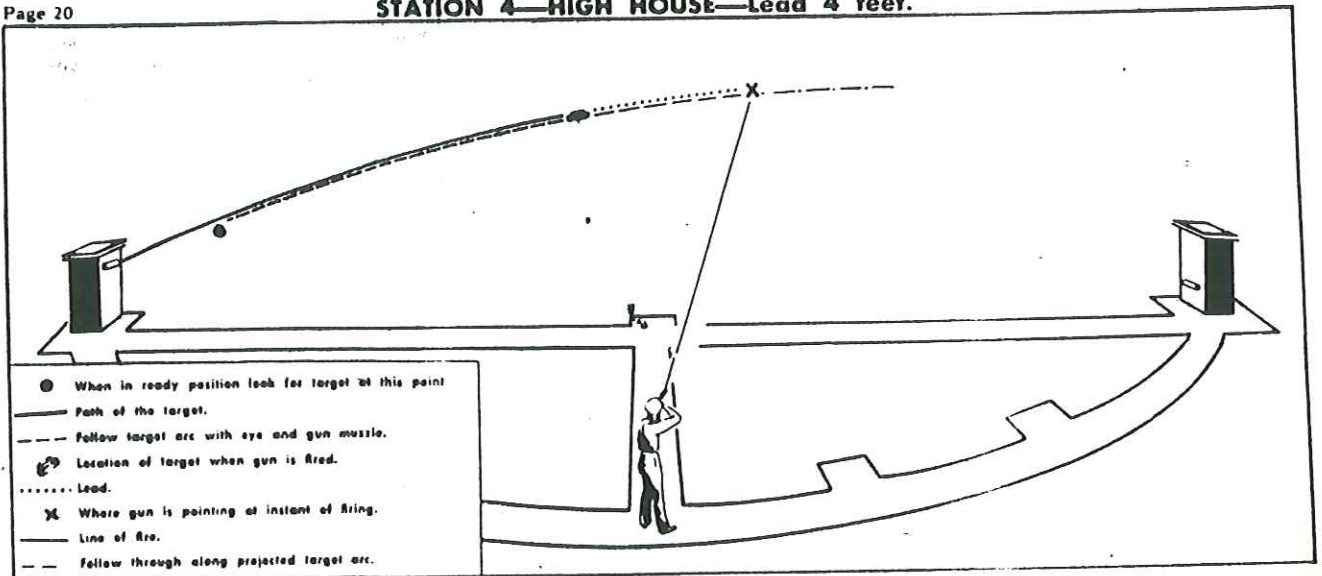 Page 20
STATION 4—HIGH HOUSE—Lead 4 feet.
When in ready position look for target at this point
Path of the target.
Follow target arc with eye and gun muzzle.
Location of target when gun is fired.
Lead.
Where gun is pointing at instant of firing.
Line of fire.
Follow through along projected target arc.